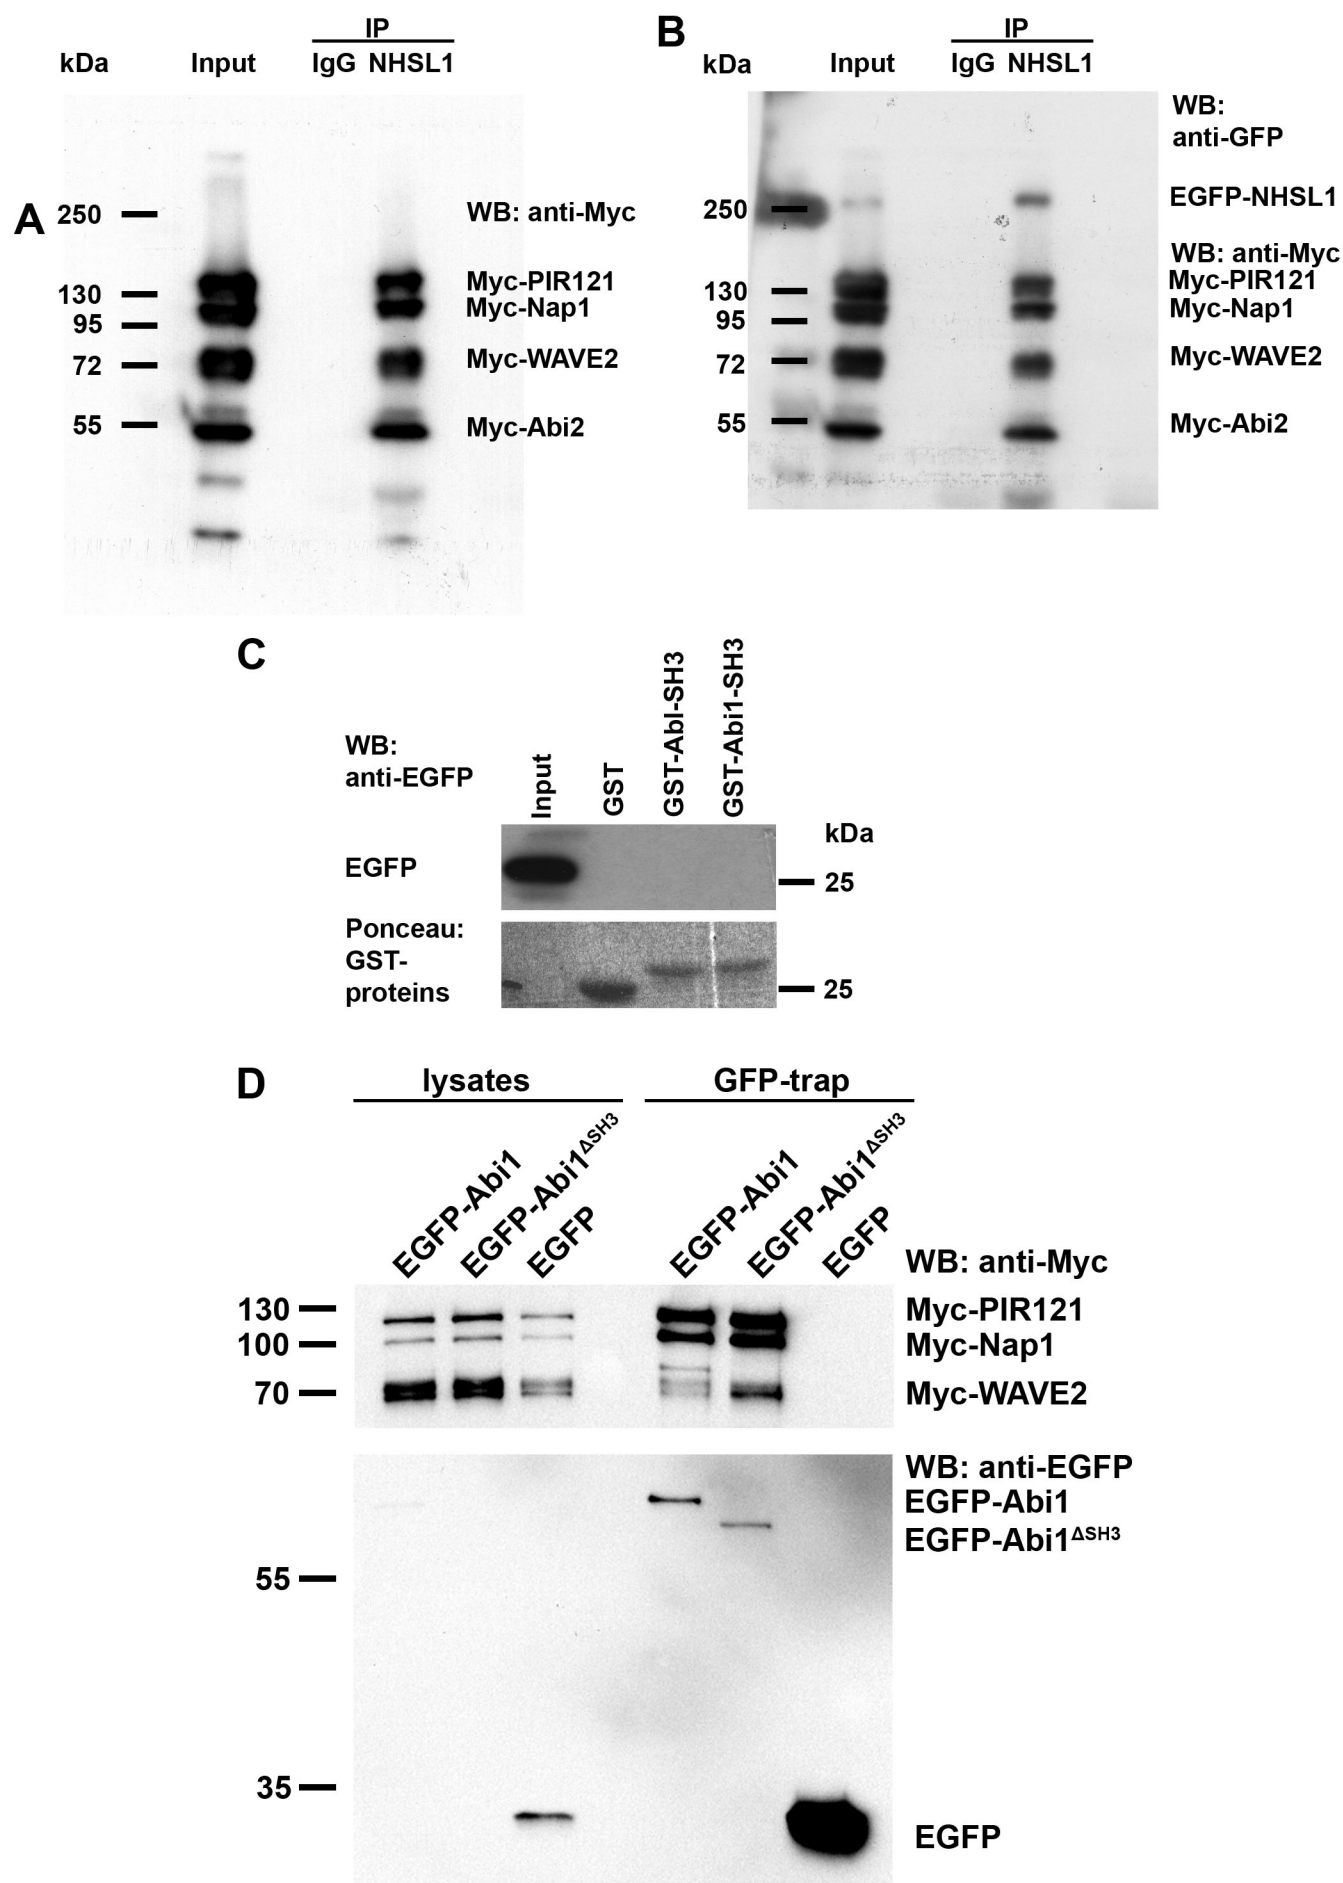 A
kDa
Input
IP
IgG NHSL1
250
130
95
72
55
WB: anti-Myc
Myc-PIR121
Myc-Nap1
Myc-WAVE2
Myc-Abi2
B
kDa
Input
IP
IgG NHSL1
250
130
95
72
55
WB:
anti-GFP
EGFP-NHSL1
WB: anti-Myc
Myc-PIR121
Myc-Nap1
Myc-WAVE2
Myc-Abi2
C
WB:
anti-EGFP
Input
GST
GST-Abl-SH3
GST-Abi1-SH3
kDa
EGFP
25
Ponceau:
GST-
proteins
25
D
lysates
GFP-trap
EGFP-Abi1
EGFP-Abi1ΔSH3
EGFP
EGFP-Abi1
EGFP-Abi1ΔSH3
EGFP
WB: anti-Myc
130
Myc-PIR121
100
Myc-Nap1
70
Myc-WAVE2
WB: anti-EGFP
EGFP-Abi1
EGFP-Abi1ΔSH3
55
35
EGFP